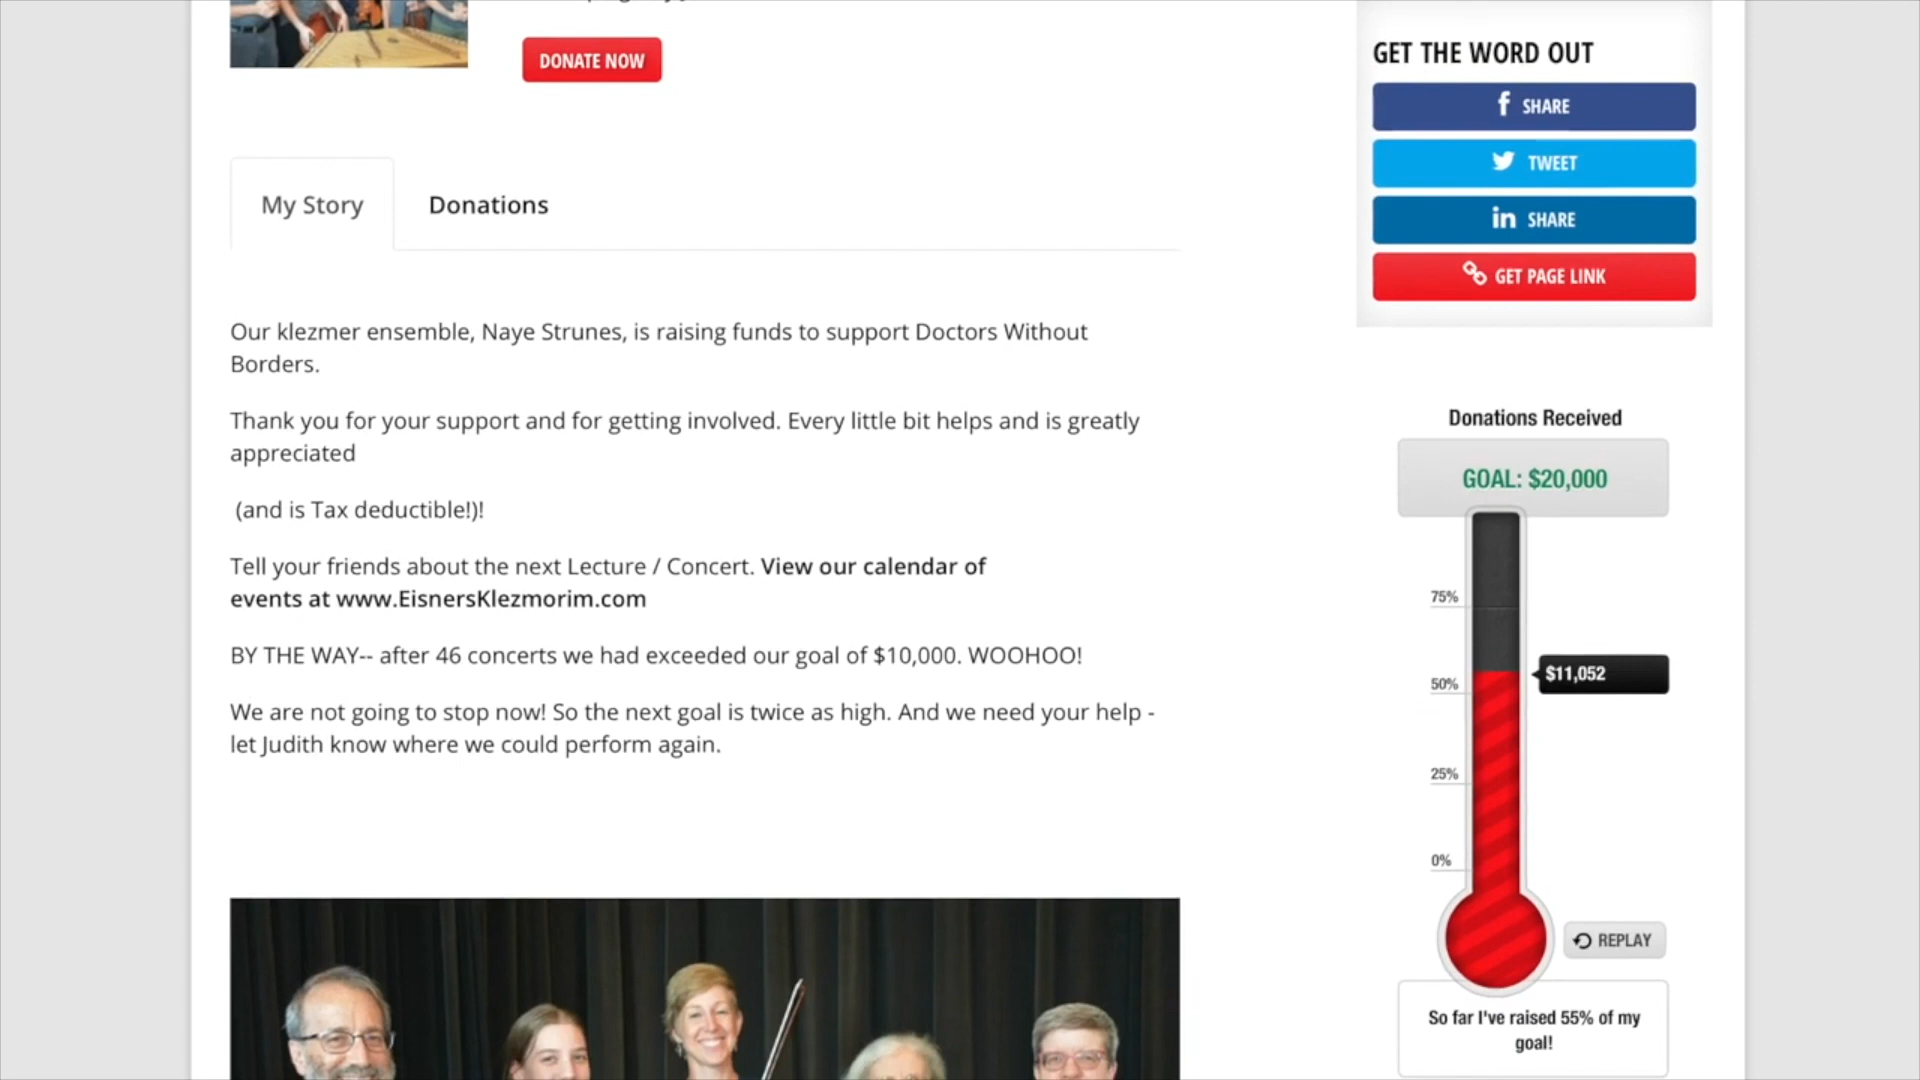 DONATE NOW
My Story
Donations
Our klezmer ensemble, Naye Strunes, is raising funds to support Doctors Without
Borders.
Thank you for your support and for getting involved. Every little bit helps and is greatly
appreciated
(and is Tax deductible!)!
Tell your friends about the next Lecture / Concert. View our calendar of
events at www.EisnersKlezmorim.com
BY THE WAY-- after 46 concerts we had exceeded our goal of $10,000. WOOHOO!
We are not going to stop now! So the next goal is twice as high. And we need your help -
let Judith know where we could perform again.
GET THE WORD OUT
f SHARE
TWEET
in SHARE
GET PAGE LINK
Donations Received
GOAL: $20,000
75%
$11,052
50%
25%
0%
REPLAY
So far I've raised 55% of my
goal!